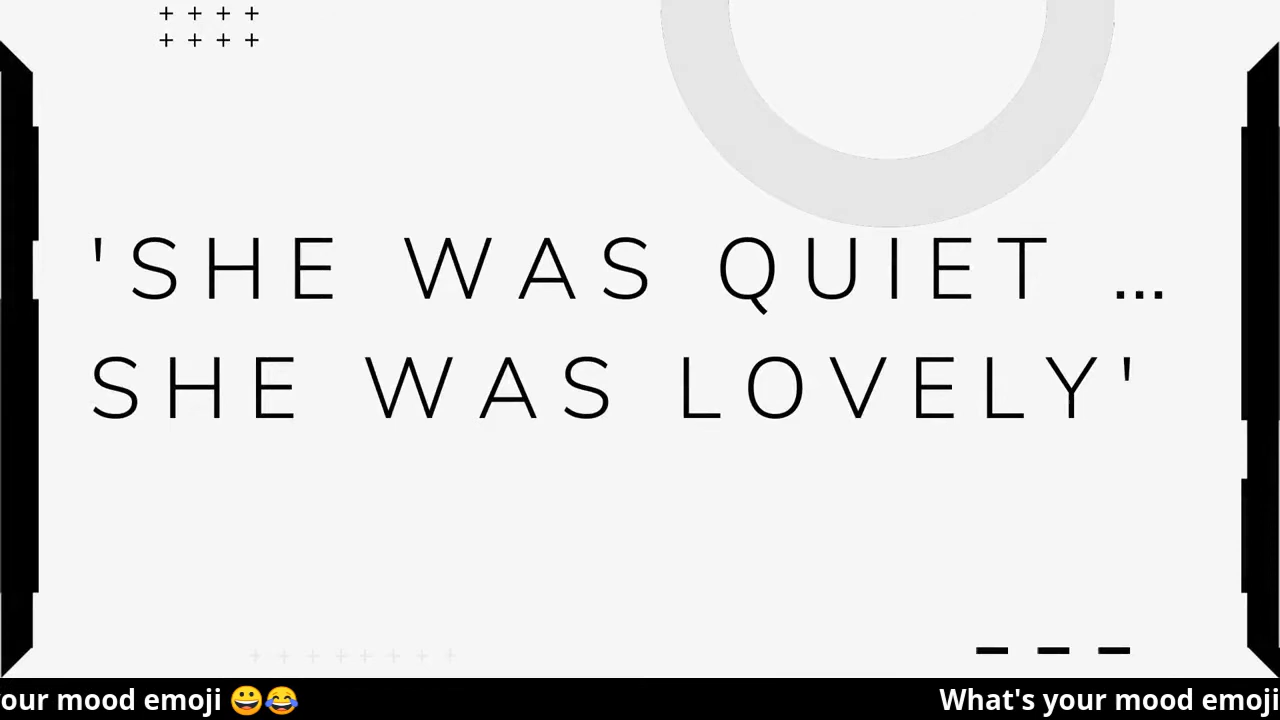 'SHE WAS QUIET ...
SHE WAS LOVELY'
our mood emoji 😀😂 What's your mood emoji